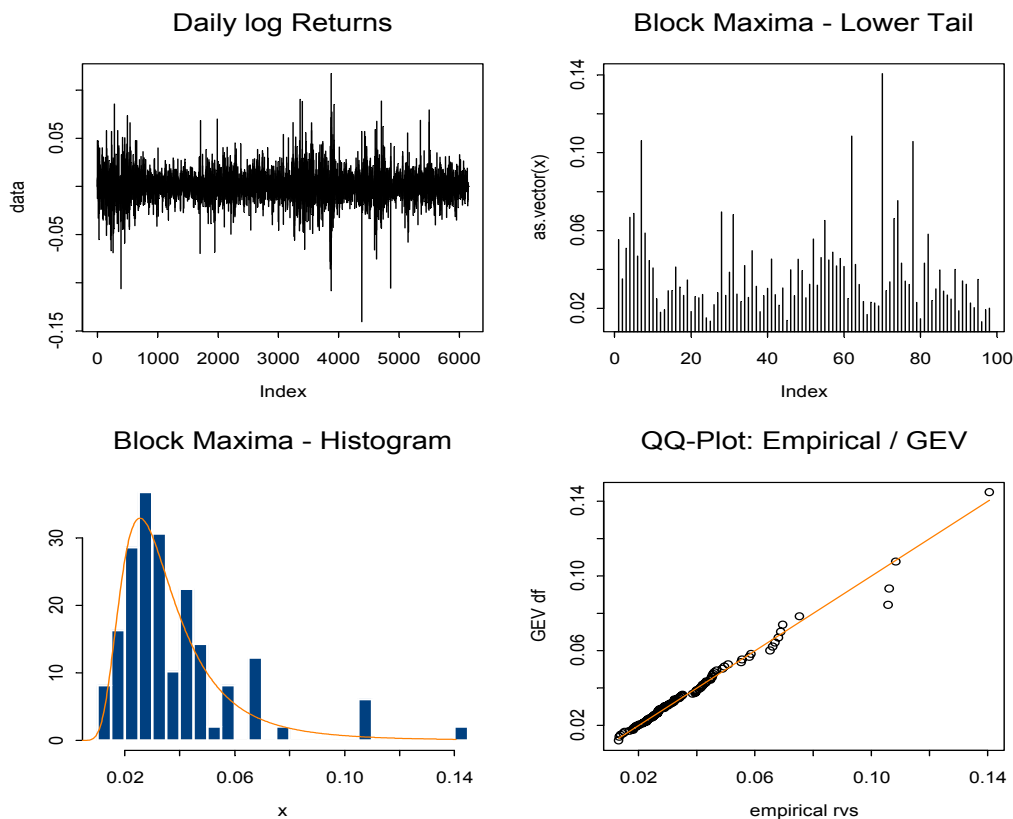 Daily log Returns
data
0.05
-0.05
-0.15
0 1000 2000 3000 4000 5000 6000
Index
Block Maxima - Lower Tail
as.vector(x)
0.14
0.10
0.06
0.02
0 20 40 60 80 100
Index
Block Maxima - Histogram
30
20
10
0
0.02 0.06 0.10 0.14
x
QQ-Plot: Empirical / GEV
GEV df
0.14
0.10
0.06
0.02
0.02 0.06 0.10 0.14
empirical rvs